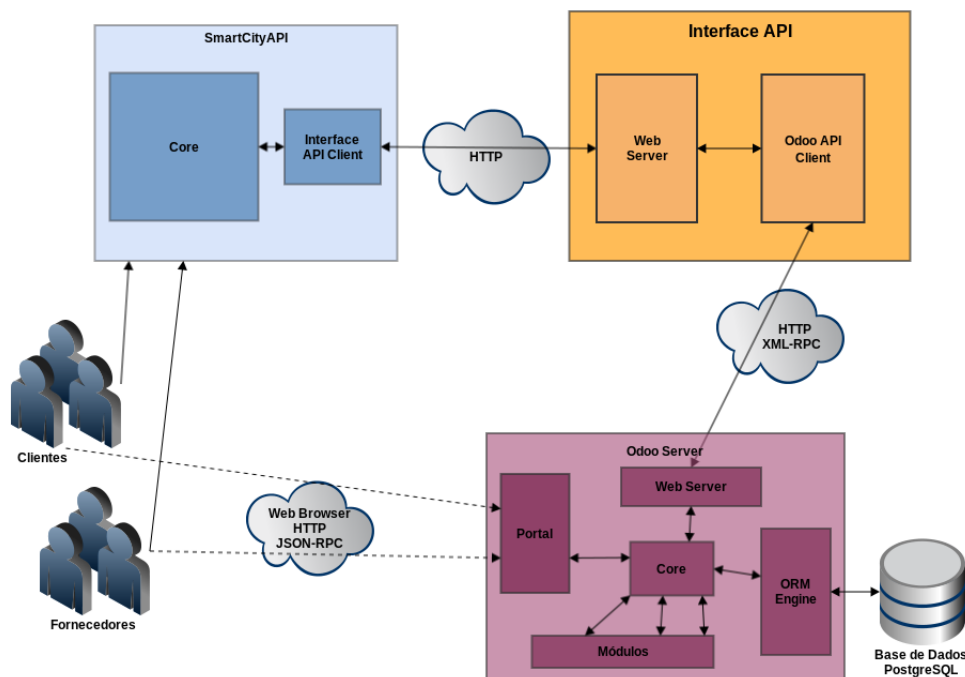 SmartCityAPI
Core
Interface
API Client
HTTP
Interface API
Web
Server
Odoo API
Client
HTTP
XML-RPC
Clientes
Fornecedores
Web Browser
HTTP
JSON-RPC
Odoo Server
Web Server
Portal
Core
ORM
Engine
Módulos
Base de Dados
PostgreSQL